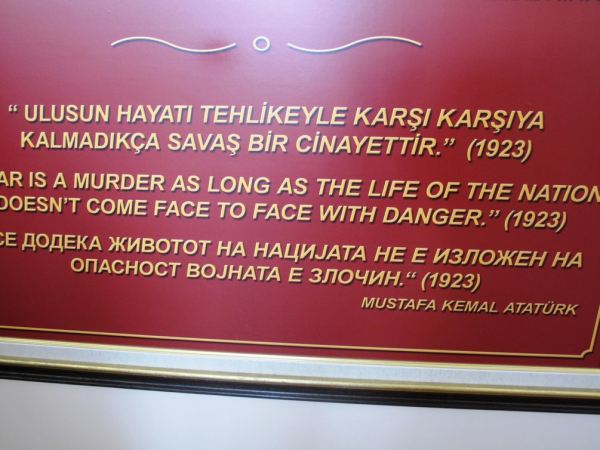 “ ULUSUN HAYATI TEHLİKEYLE KARŞI KARŞIYA
KALMADIKÇA SAVAŞ BİR CİNAYETTİR.” (1923)
IS A MURDER AS LONG AS THE LIFE OF THE NATION
DOESN’T COME FACE TO FACE WITH DANGER.” (1923)
ДОДЕКА ЖИВОТОТ НА НАЦИЈАТА НЕ Е ИЗЛОЖЕН НА
ОПАСНОСТ ВОЈНАТА Е ЗЛОЧИН.“ (1923)
MUSTAFA KEMAL ATATÜRK